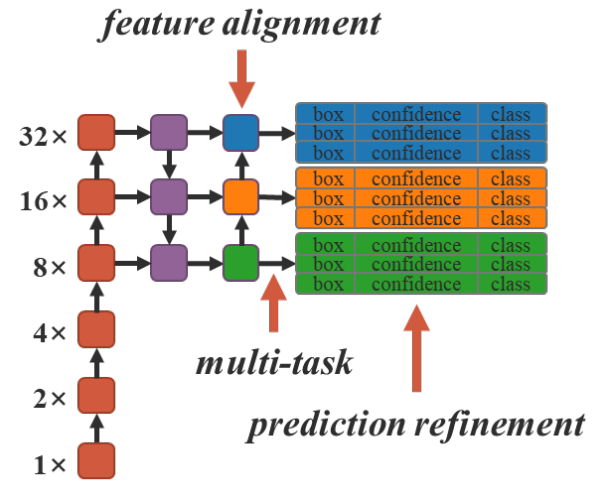 feature alignment
32×
box confidence class
box confidence class
box confidence class
16×
box confidence class
box confidence class
box confidence class
8×
box confidence class
box confidence class
box confidence class
4×
multi-task
2×
prediction refinement
1×